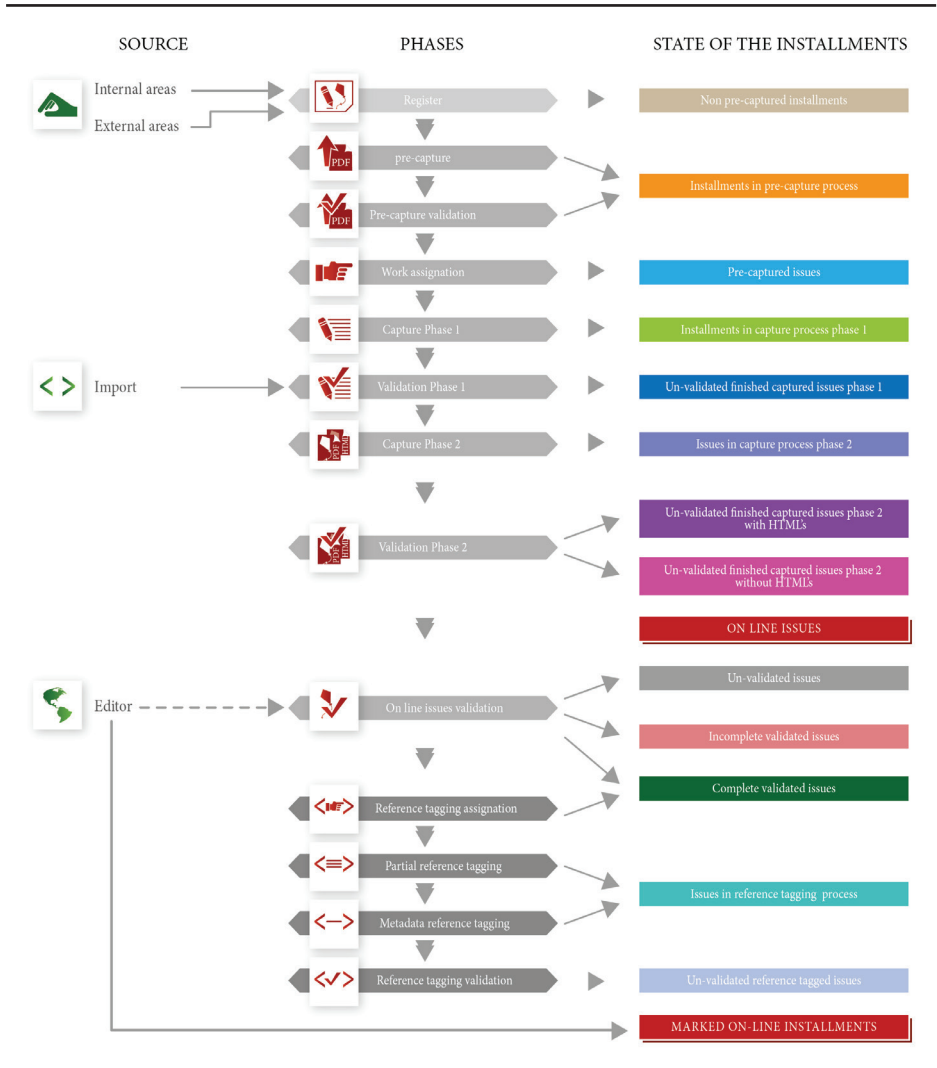 SOURCE
PHASES
STATE OF THE INSTALLMENTS
Internal areas
External areas
Register
Non pre-captured installments
PDF
pre-capture
Installments in pre-capture process
PDF
Pre-capture validation
Work assignation
Pre-captured issues
Capture Phase 1
Installments in capture process phase 1
Import
Validation Phase 1
Un-validated finished captured issues phase 1
PDF
HTML
Capture Phase 2
Issues in capture process phase 2
Un-validated finished captured issues phase 2
with HTML's
PDF
HTML
Validation Phase 2
Un-validated finished captured issues phase 2
without HTML's
ON LINE ISSUES
Un-validated issues
Editor
On line issues validation
Incomplete validated issues
Complete validated issues
Reference tagging assignation
Partial reference tagging
Issues in reference tagging process
Metadata reference tagging
Reference tagging validation
Un-validated reference tagged issues
MARKED ON-LINE INSTALLMENTS